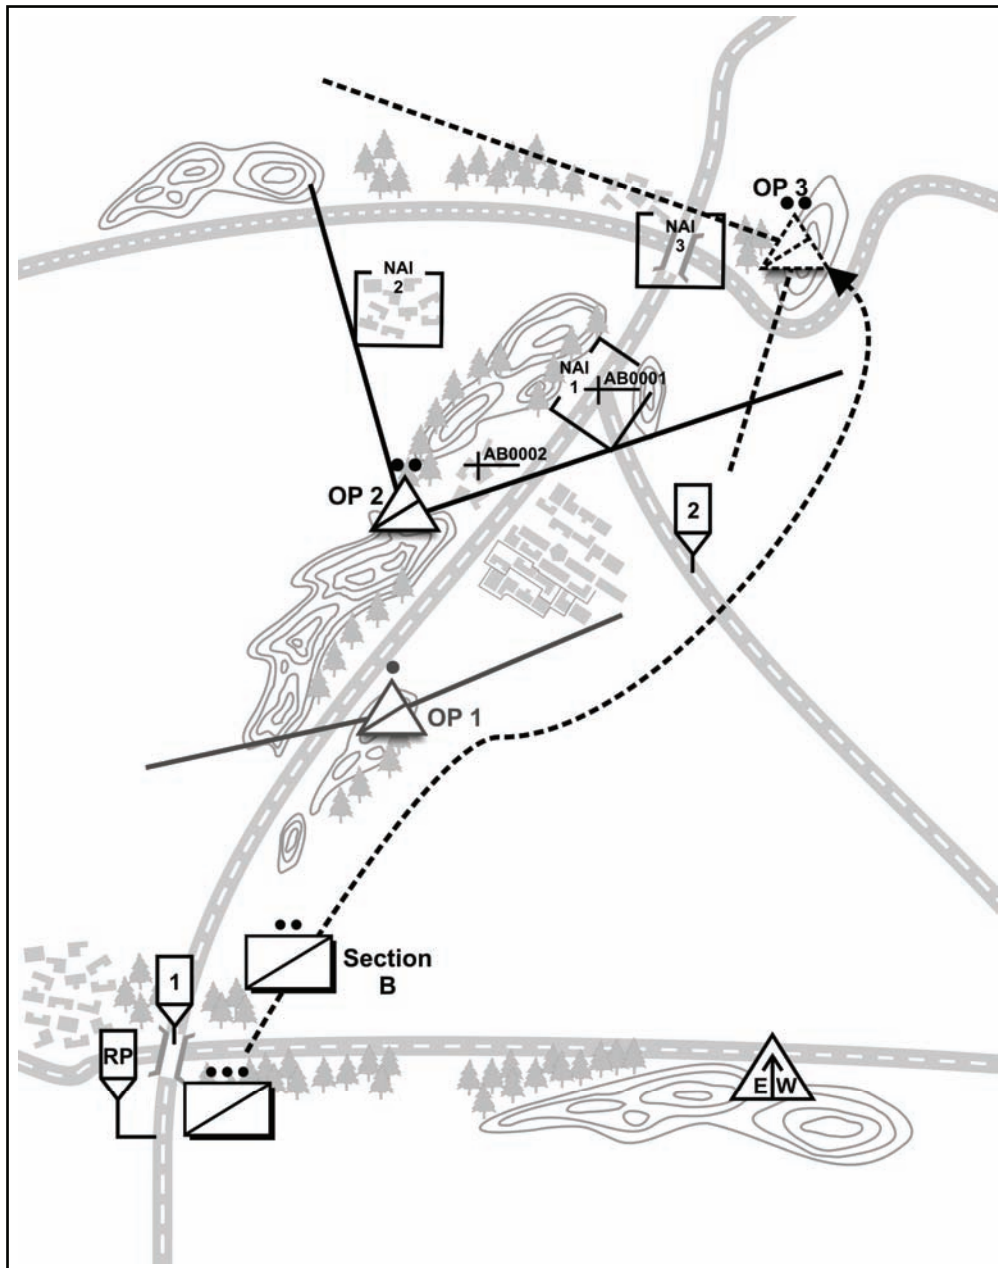 OP 3
NAI
3
NAI
2
NAI
1
AB0001
AB0002
OP 2
2
OP 1
Section
B
1
RP
E W